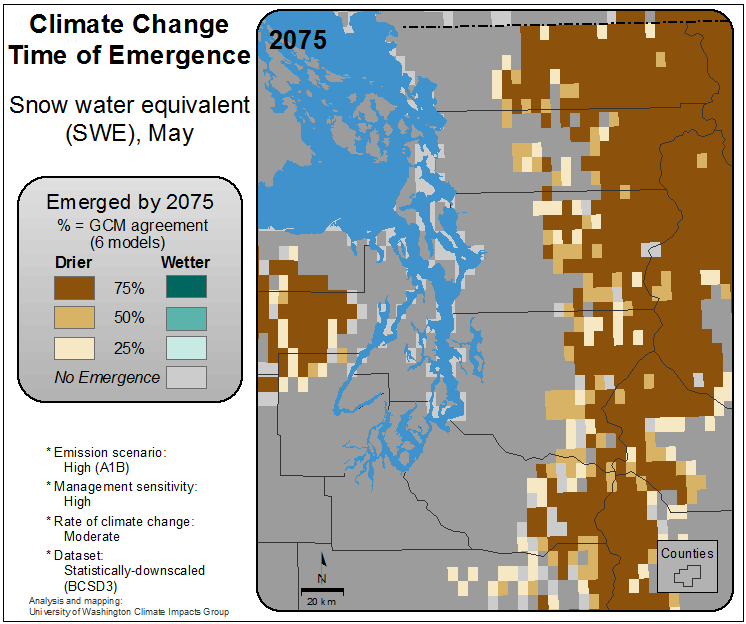 Climate Change
Time of Emergence
Snow water equivalent
(SWE), May
Emerged by 2075
% = GCM agreement
(6 models)
Drier Wetter
75%
50%
25%
No Emergence
* Emission scenario:
High (A1B)
* Management sensitivity:
High
* Rate of climate change:
Moderate
* Dataset:
Statistically-downscaled
(BCSD3)
Analysis and mapping:
University of Washington Climate Impacts Group
2075
N
20 km
Counties